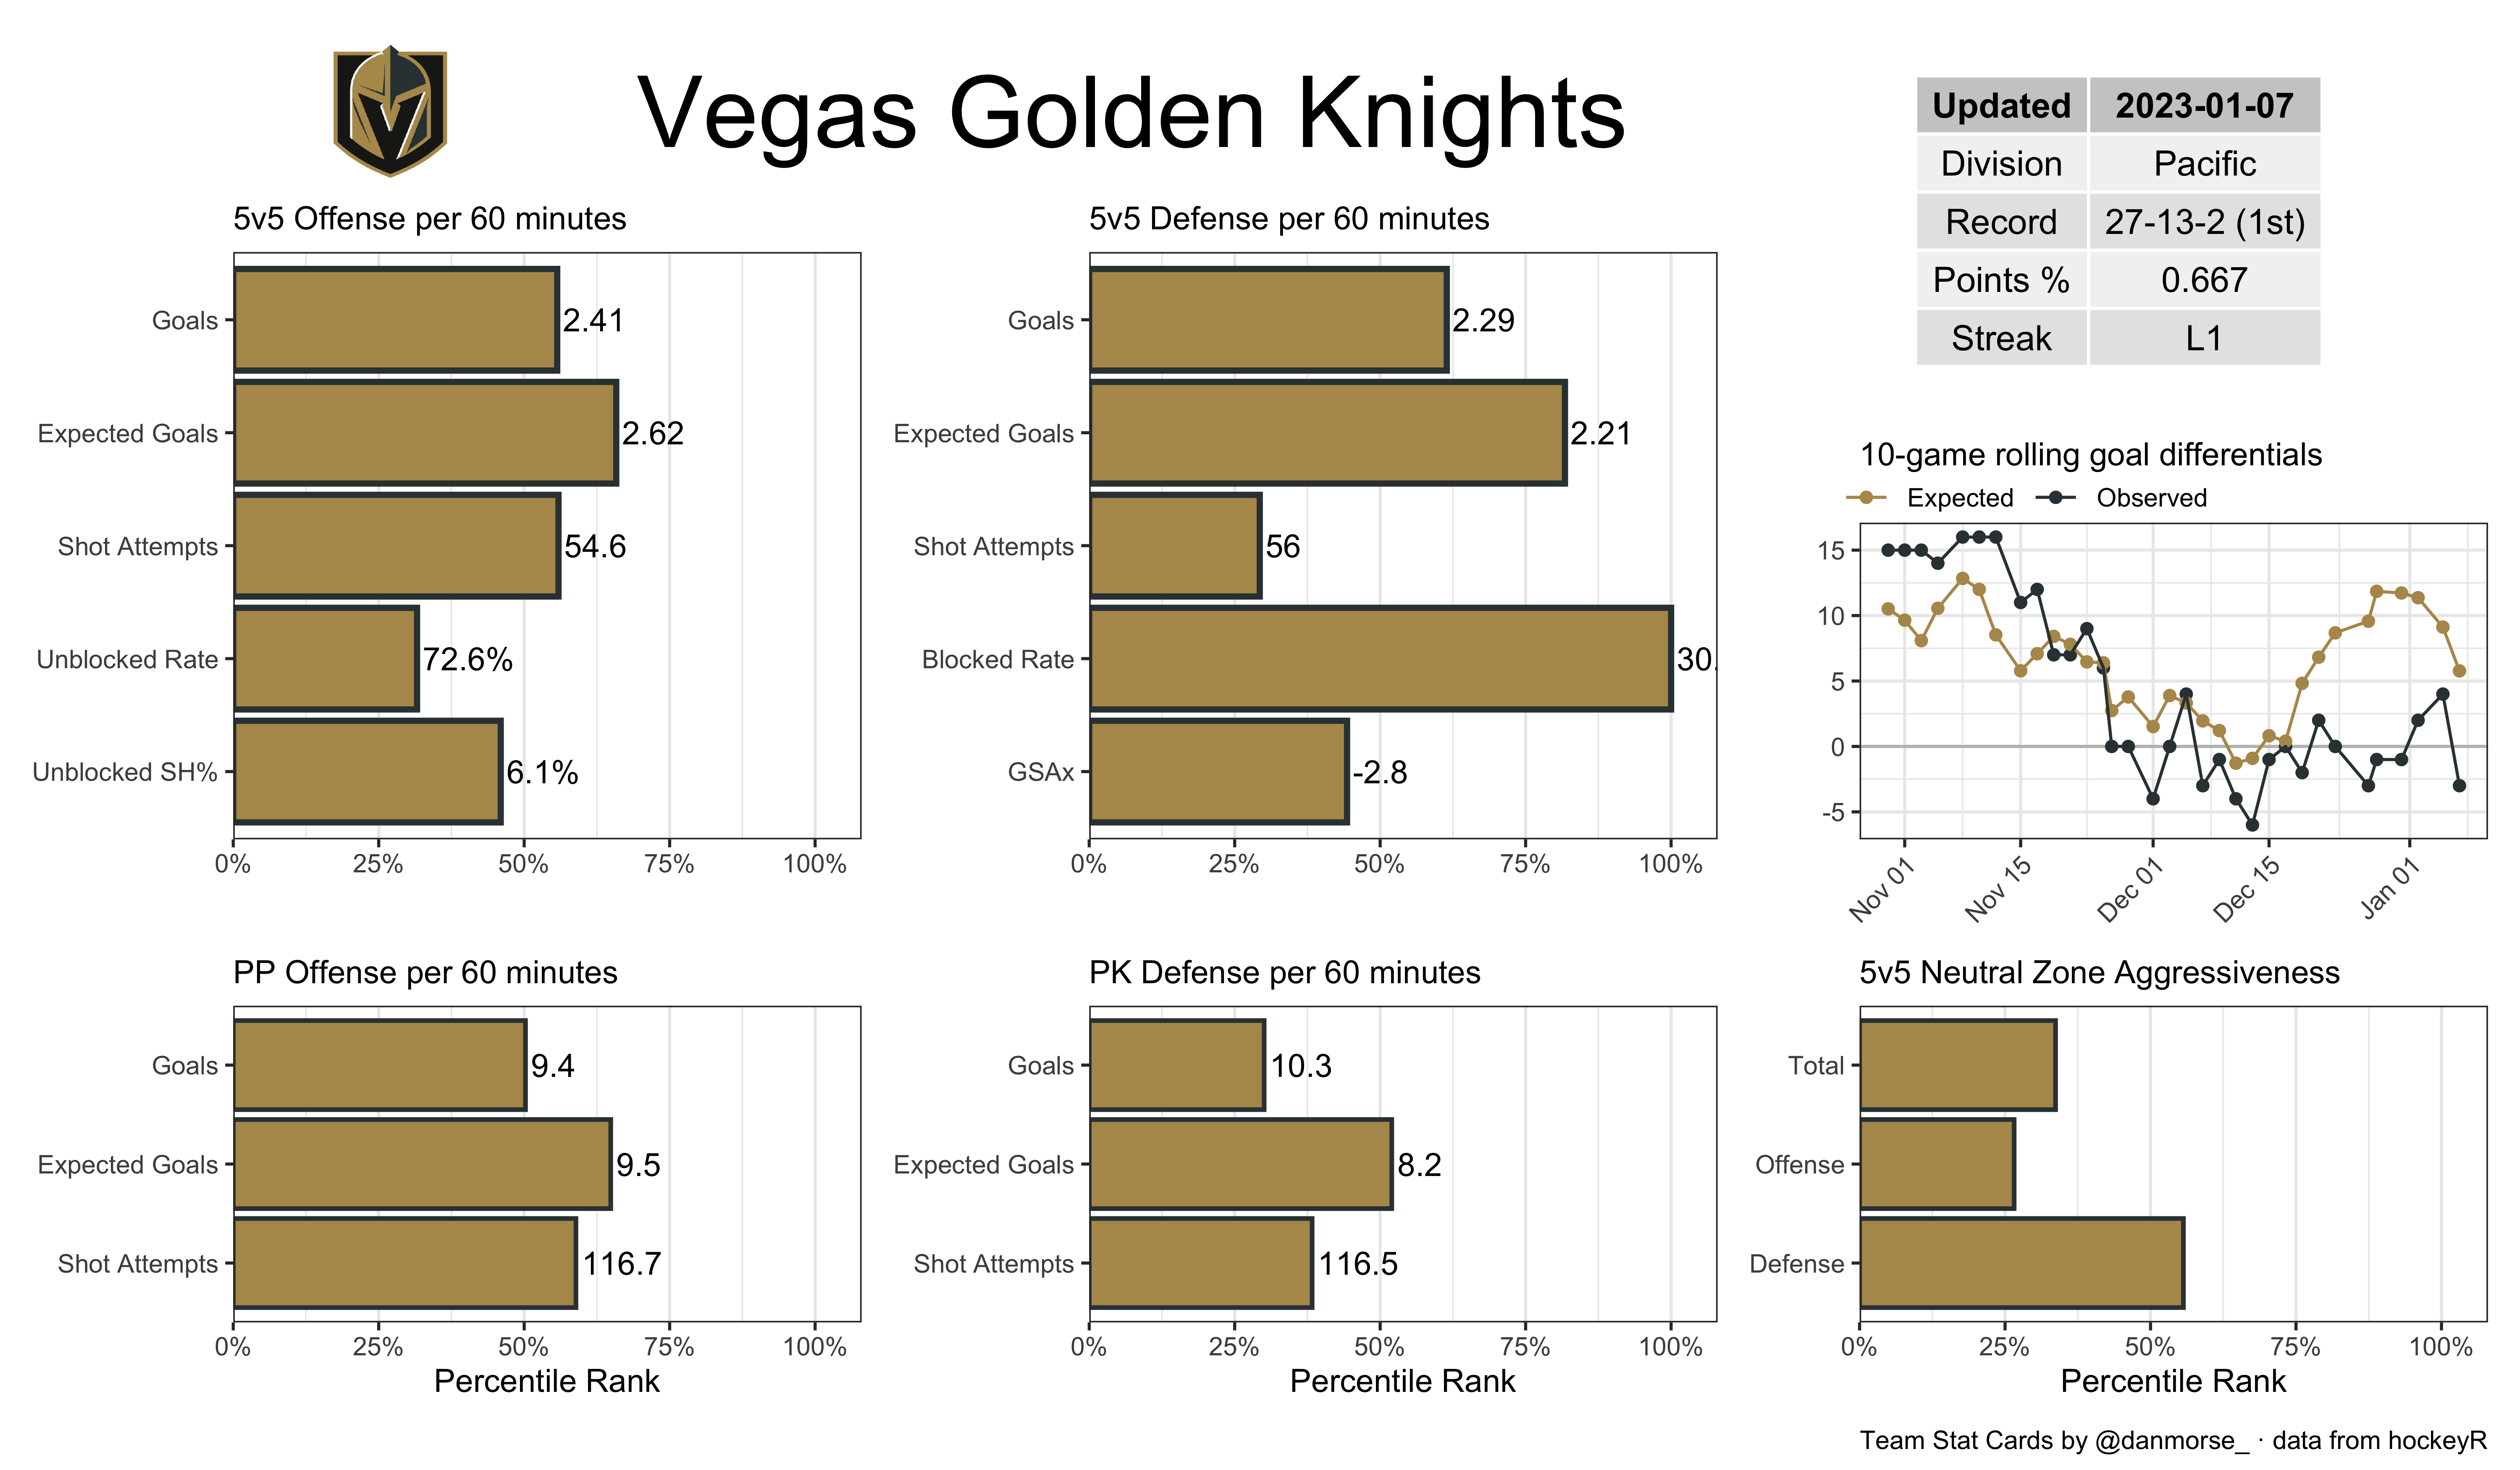 Vegas Golden Knights
Updated 2023-01-07
Division Pacific
Record 27-13-2 (1st)
Points % 0.667
Streak L1
5v5 Offense per 60 minutes
Goals 2.41
Expected Goals 2.62
Shot Attempts 54.6
Unblocked Rate 72.6%
Unblocked SH% 6.1%
0% 25% 50% 75% 100%
5v5 Defense per 60 minutes
Goals 2.29
Expected Goals 2.21
Shot Attempts 56
Blocked Rate 30.
GSAx -2.8
0% 25% 50% 75% 100%
10-game rolling goal differentials
Expected Observed
15
10
5
0
-5
Nov 01 Nov 15 Dec 01 Dec 15 Jan 01
PP Offense per 60 minutes
Goals 9.4
Expected Goals 9.5
Shot Attempts 116.7
0% 25% 50% 75% 100%
Percentile Rank
PK Defense per 60 minutes
Goals 10.3
Expected Goals 8.2
Shot Attempts 116.5
0% 25% 50% 75% 100%
Percentile Rank
5v5 Neutral Zone Aggressiveness
Total
Offense
Defense
0% 25% 50% 75% 100%
Percentile Rank
Team Stat Cards by @danmorse_ · data from hockeyR